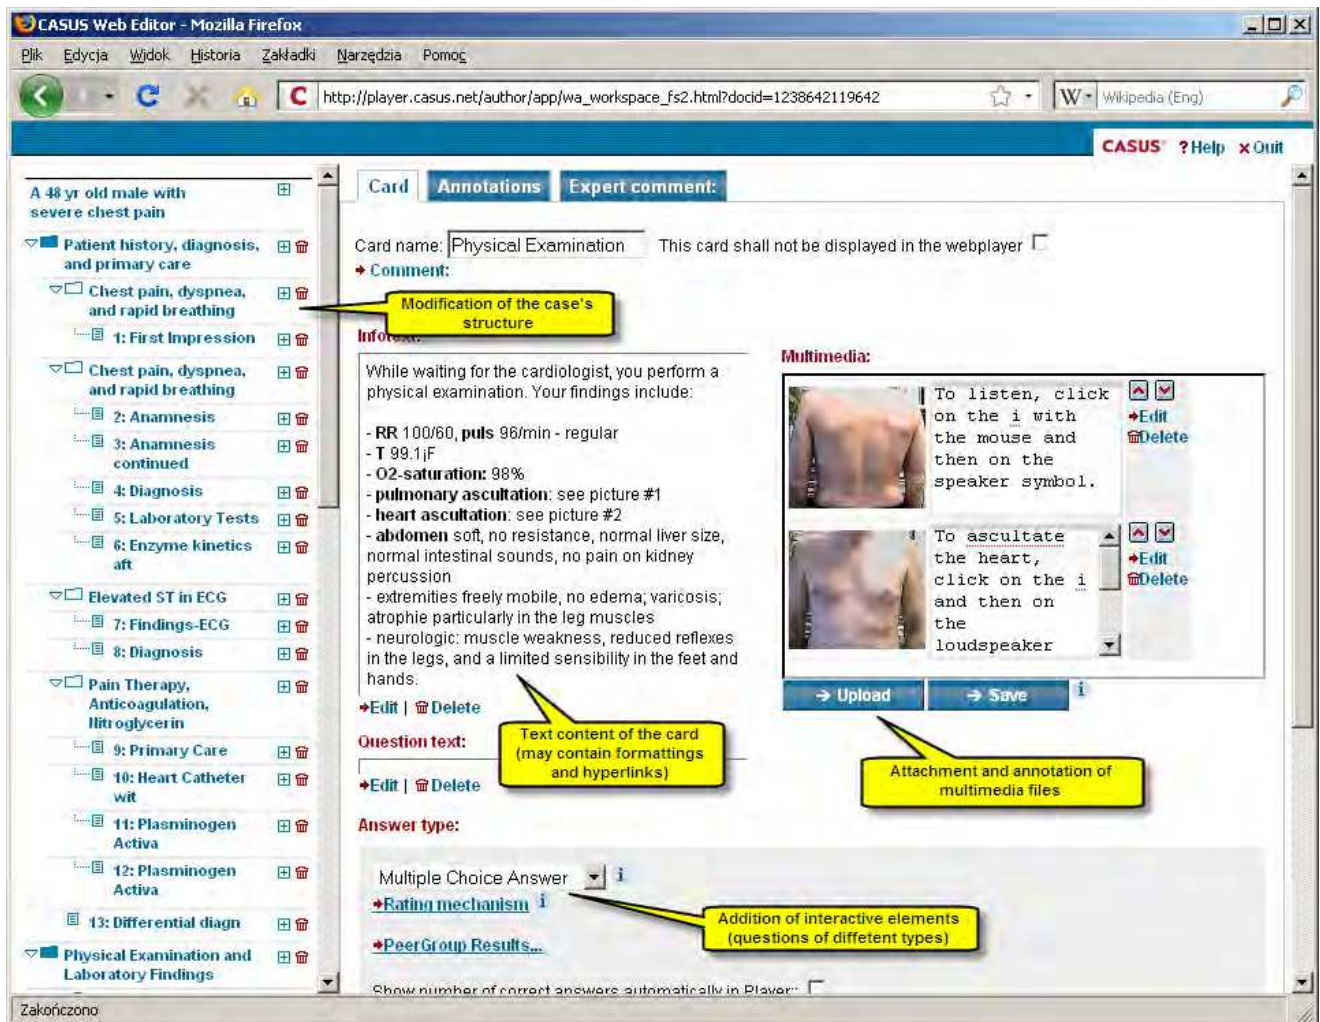 CASUS Web Editor - Mozilla Firefox
Plik Edycja Widok Historia Zakładki Narzędzia Pomoc
C http://player.casus.net/author/app/wa_workspace_fs2.html?docid=1238642119642 W Wikipedia (Eng)
CASUS ? Help x Quit
A 48 yr old male with
severe chest pain
Patient history, diagnosis,
and primary care
Chest pain, dyspnea,
and rapid breathing
1: First Impression
Chest pain, dyspnea,
and rapid breathing
2: Anamnesis
3: Anamnesis
continued
4: Diagnosis
5: Laboratory Tests
6: Enzyme kinetics
aft
Elevated ST in ECG
7: Findings-ECG
8: Diagnosis
Pain Therapy,
Anticoagulation,
Nitroglycerin
9: Primary Care
10: Heart Catheter
wit
11: Plasminogen
Activa
12: Plasminogen
Activa
13: Differential diagn
Physical Examination and
Laboratory Findings
Card Annotations Expert comment:
Card name: Physical Examination This card shall not be displayed in the webplayer
Comment:
Modification of the case's
structure
Infotext:
While waiting for the cardiologist, you perform a
physical examination. Your findings include:
- RR 100/60, puls 96/min - regular
- T 99.1¡F
- O2-saturation: 98%
- pulmonary ascultation: see picture #1
- heart ascultation: see picture #2
- abdomen soft, no resistance, normal liver size,
normal intestinal sounds, no pain on kidney
percussion
- extremities freely mobile, no edema; varicosis;
atrophie particularly in the leg muscles
- neurologic: muscle weakness, reduced reflexes
in the legs, and a limited sensibility in the feet and
hands.
Edit | Delete
Text content of the card
(may contain formattings
and hyperlinks)
Question text:
Edit | Delete
Multimedia:
To listen, click
on the i with
the mouse and
then on the
speaker symbol.
Edit
Delete
To ascultate
the heart,
click on the i
and then on
the
loudspeaker
Edit
Delete
Upload Save i
Attachment and annotation of
multimedia files
Answer type:
Multiple Choice Answer i
Rating mechanism i
PeerGroup Results...
Addition of interactive elements
(questions of diffetent types)
Show number of correct answers automatically in Player:
Zakończono